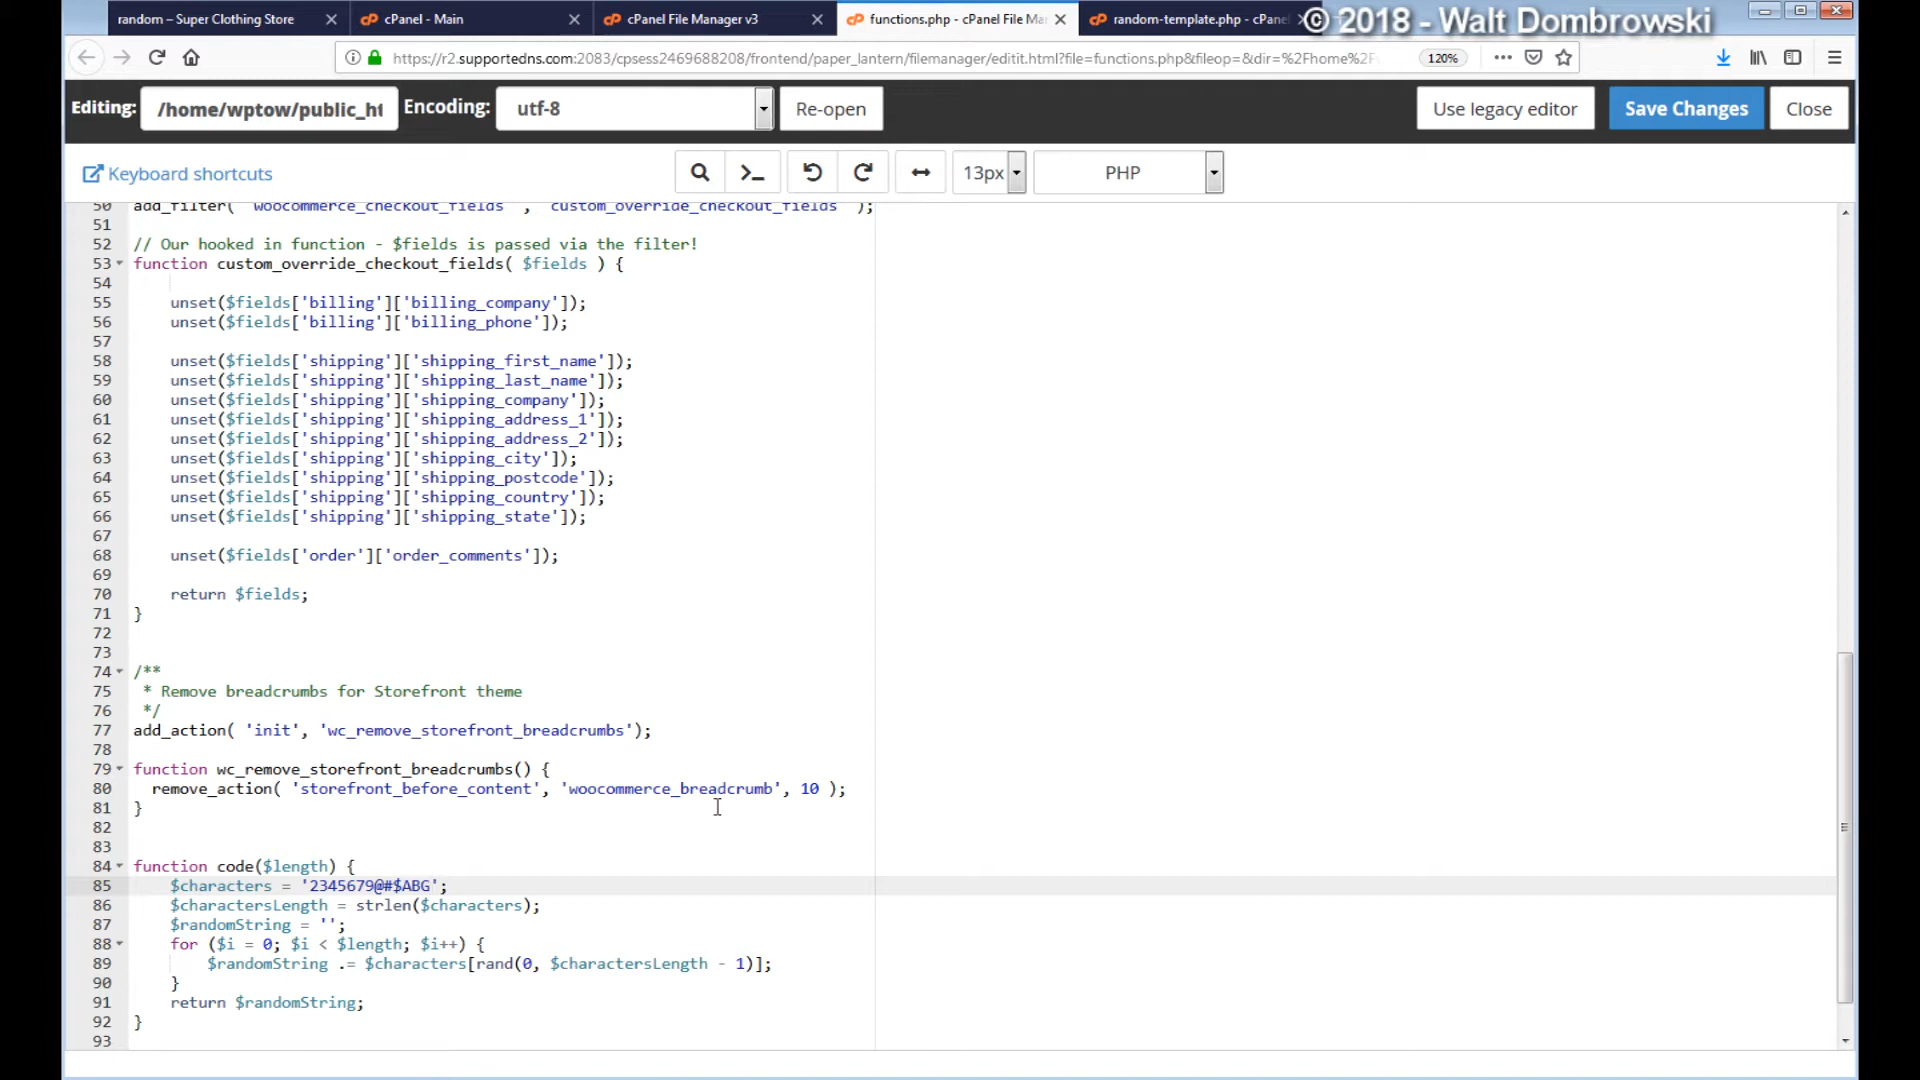 random – Super Clothing Store
cPanel - Main
cPanel File Manager v3
functions.php - cPanel File Ma
random-template.php - cPane
© 2018 - Walt Dombrowski
https://r2.supportedns.com:2083/cpsess2469688208/frontend/paper_lantern/filemanager/editit.html?file=functions.php&fileop=&dir=%2Fhome%2F
120%
Editing: /home/wptow/public_ht Encoding: utf-8 Re-open Use legacy editor Save Changes Close
Keyboard shortcuts 13px PHP
50 add_filter( 'woocommerce_checkout_fields' , 'custom_override_checkout_fields' );
51
52 // Our hooked in function - $fields is passed via the filter!
53 function custom_override_checkout_fields( $fields ) {
54
55 unset($fields['billing']['billing_company']);
56 unset($fields['billing']['billing_phone']);
57
58 unset($fields['shipping']['shipping_first_name']);
59 unset($fields['shipping']['shipping_last_name']);
60 unset($fields['shipping']['shipping_company']);
61 unset($fields['shipping']['shipping_address_1']);
62 unset($fields['shipping']['shipping_address_2']);
63 unset($fields['shipping']['shipping_city']);
64 unset($fields['shipping']['shipping_postcode']);
65 unset($fields['shipping']['shipping_country']);
66 unset($fields['shipping']['shipping_state']);
67
68 unset($fields['order']['order_comments']);
69
70 return $fields;
71 }
72
73
74 /**
75 * Remove breadcrumbs for Storefront theme
76 */
77 add_action( 'init', 'wc_remove_storefront_breadcrumbs');
78
79 function wc_remove_storefront_breadcrumbs() {
80 remove_action( 'storefront_before_content', 'woocommerce_breadcrumb', 10 );
81 }
82
83
84 function code($length) {
85 $characters = '2345679@#$ABG';
86 $charactersLength = strlen($characters);
87 $randomString = '';
88 for ($i = 0; $i < $length; $i++) {
89 $randomString .= $characters[rand(0, $charactersLength - 1)];
90 }
91 return $randomString;
92 }
93